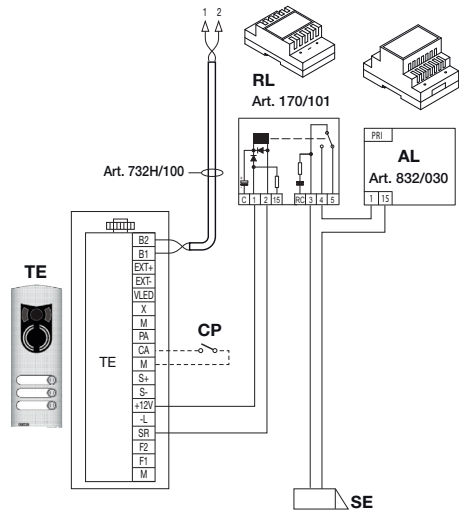 1 2
RL
Art. 170/101
Art. 732H/100
C 1 2 15 RC 3 4 5
PRI
AL
Art. 832/030
1 15
TE
TE
B2
B1
EXT+
EXT-
VLED
X
M
PA
CA
M
S+
S-
+12V
-L
SR
F2
F1
M
CP
SE